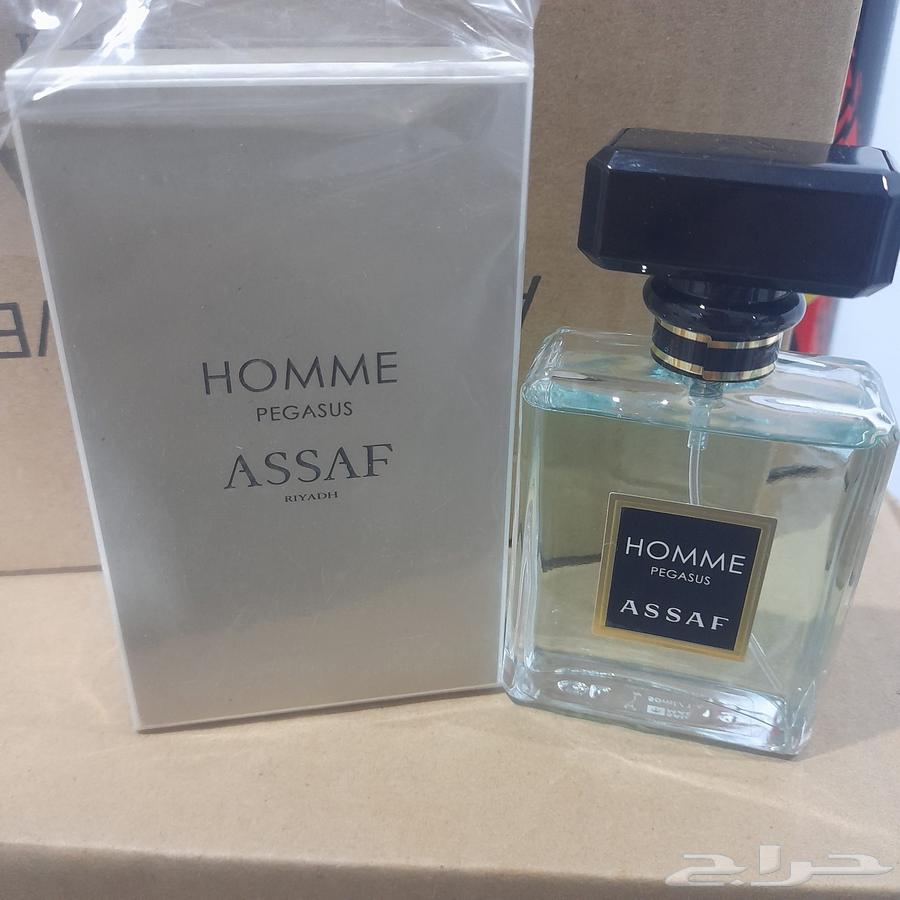 HOMME
PEGASUS
ASSAF
RIYADH
HOMME
PEGASUS
ASSAF
حراج